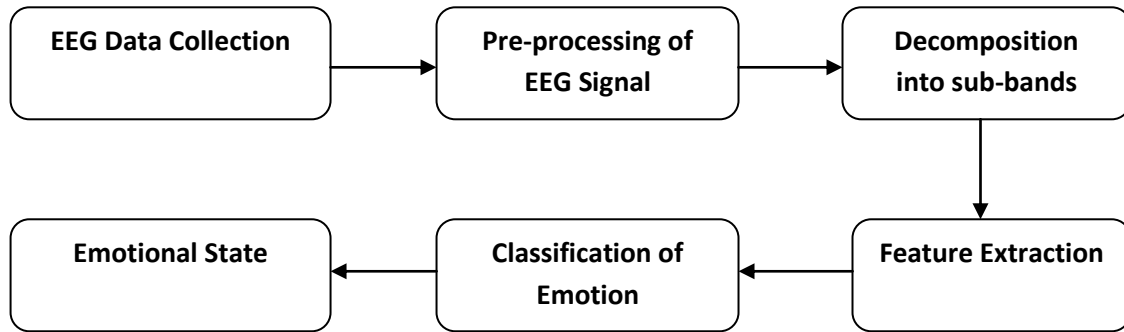 EEG Data Collection
Pre-processing of
EEG Signal
Decomposition
into sub-bands
Feature Extraction
Classification of
Emotion
Emotional State